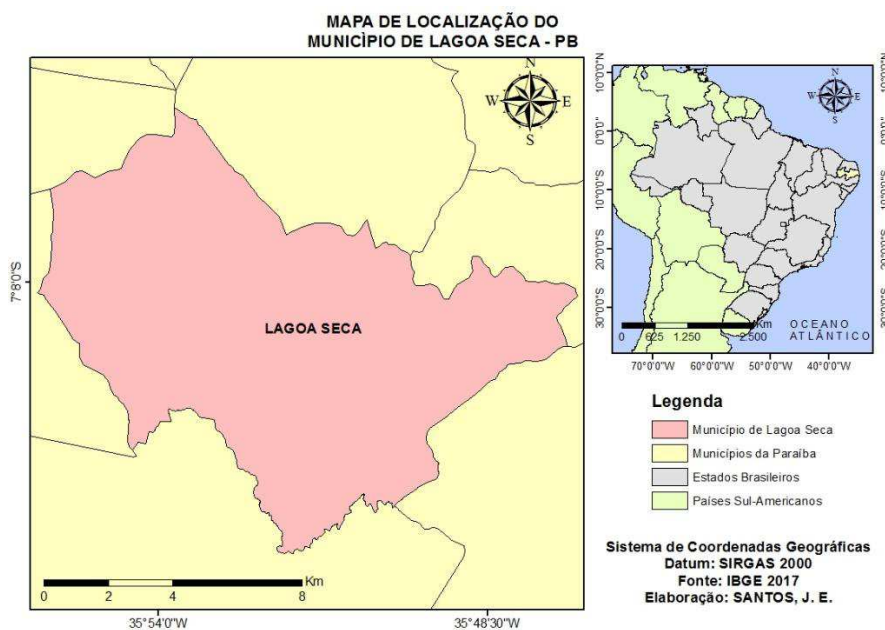 MAPA DE LOCALIZAÇÃO DO
MUNICÌPIO DE LAGOA SECA - PB
N
W E
S
7°8'0"S
LAGOA SECA
0 2 4 8
Km
35°54'0"W 35°48'30"W
N
W E
S
10°0'0"N
0°0'0"
10°0'0"S
20°0'0"S
30°0'0"S
0 625 1.250 2.500
Km
OCEANO
ATLÂNTICO
70°0'0"W 60°0'0"W 50°0'0"W 40°0'0"W
Legenda
Município de Lagoa Seca
Municípios da Paraíba
Estados Brasileiros
Países Sul-Americanos
Sistema de Coordenadas Geográficas
Datum: SIRGAS 2000
Fonte: IBGE 2017
Elaboração: SANTOS, J. E.